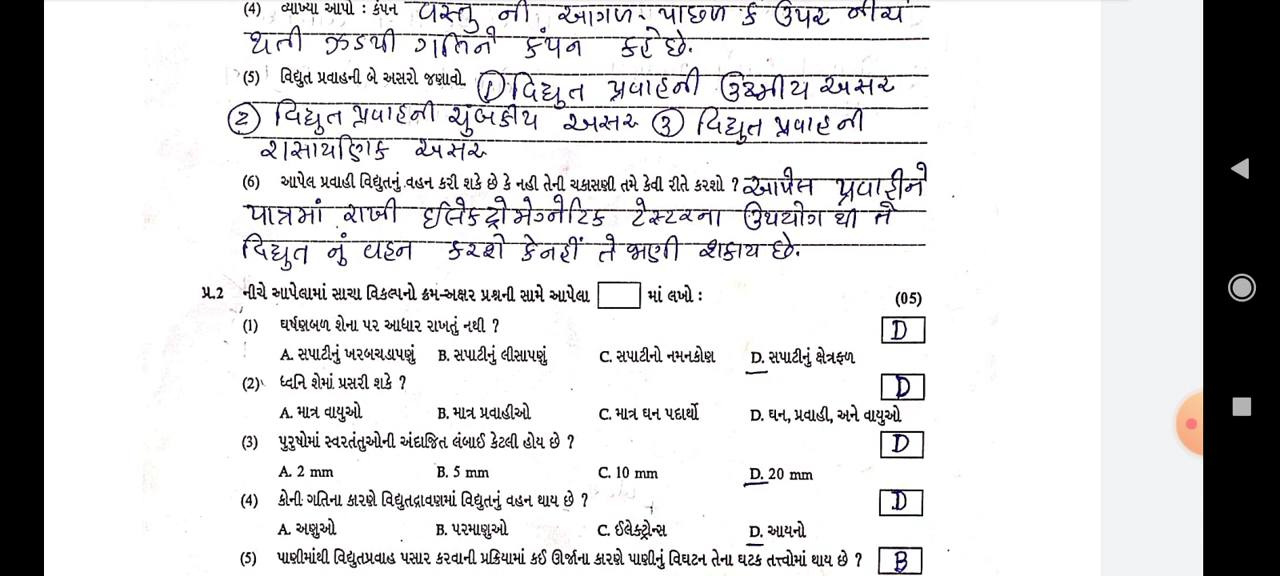 (4) વ્યાખ્યા આપો : કંપન વસ્તુ ની આગળ-પાછળ કે ઉપર નીચે
થતી ઝડપી ગતિને કંપન કહે છે.
(5) વિદ્યુત પ્રવાહની બે અસરો જણાવો. ① વિદ્યુત પ્રવાહની ઉષ્મીય અસર
② વિદ્યુત પ્રવાહની ચુંબકીય અસર ③ વિદ્યુત પ્રવાહ ની
રાસાયણિક અસર
(6) આપેલ પ્રવાહી વિદ્યુતનું વહન કરી શકે છે કે નહી તેની ચકાસણી તમે કેવી રીતે કરશો ? આપેલ પ્રવાહીને
પાત્રમાં રાખી ઇલેક્ટ્રોમેગ્નેટિક ટેસ્ટરના ઉપયોગ થી તે
વિદ્યુત નું વહન કરશે કે નહીં તે જાણી શકાય છે.
પ્ર.2 નીચે આપેલામાં સાચા વિકલ્પનો ક્રમ-અક્ષર પ્રશ્નની સામે આપેલા માં લખો : (05)
(1) ઘર્ષણબળ શેના પર આધાર રાખતું નથી ? D
A. સપાટીનું ખરબચડાપણું B. સપાટીનું લીસાપણું C. સપાટીનો નમનકોણ D. સપાટીનું ક્ષેત્રફળ
(2) ધ્વનિ શેમાં પ્રસરી શકે ? D
A. માત્ર વાયુઓ B. માત્ર પ્રવાહીઓ C. માત્ર ઘન પદાર્થો D. ઘન, પ્રવાહી, અને વાયુઓ
(3) પુરુષોમાં સ્વરતંતુઓની અંદાજિત લંબાઈ કેટલી હોય છે ? D
A. 2 mm B. 5 mm C. 10 mm D. 20 mm
(4) કોની ગતિના કારણે વિદ્યુતદ્રાવણમાં વિદ્યુતનું વહન થાય છે ? D
A. અણુઓ B. પરમાણુઓ C. ઈલેક્ટ્રોન્સ D. આયનો
(5) પાણીમાંથી વિદ્યુતપ્રવાહ પસાર કરવાની પ્રક્રિયામાં કઈ ઊર્જાના કારણે પાણીનું વિઘટન તેના ઘટક તત્ત્વોમાં થાય છે ? B